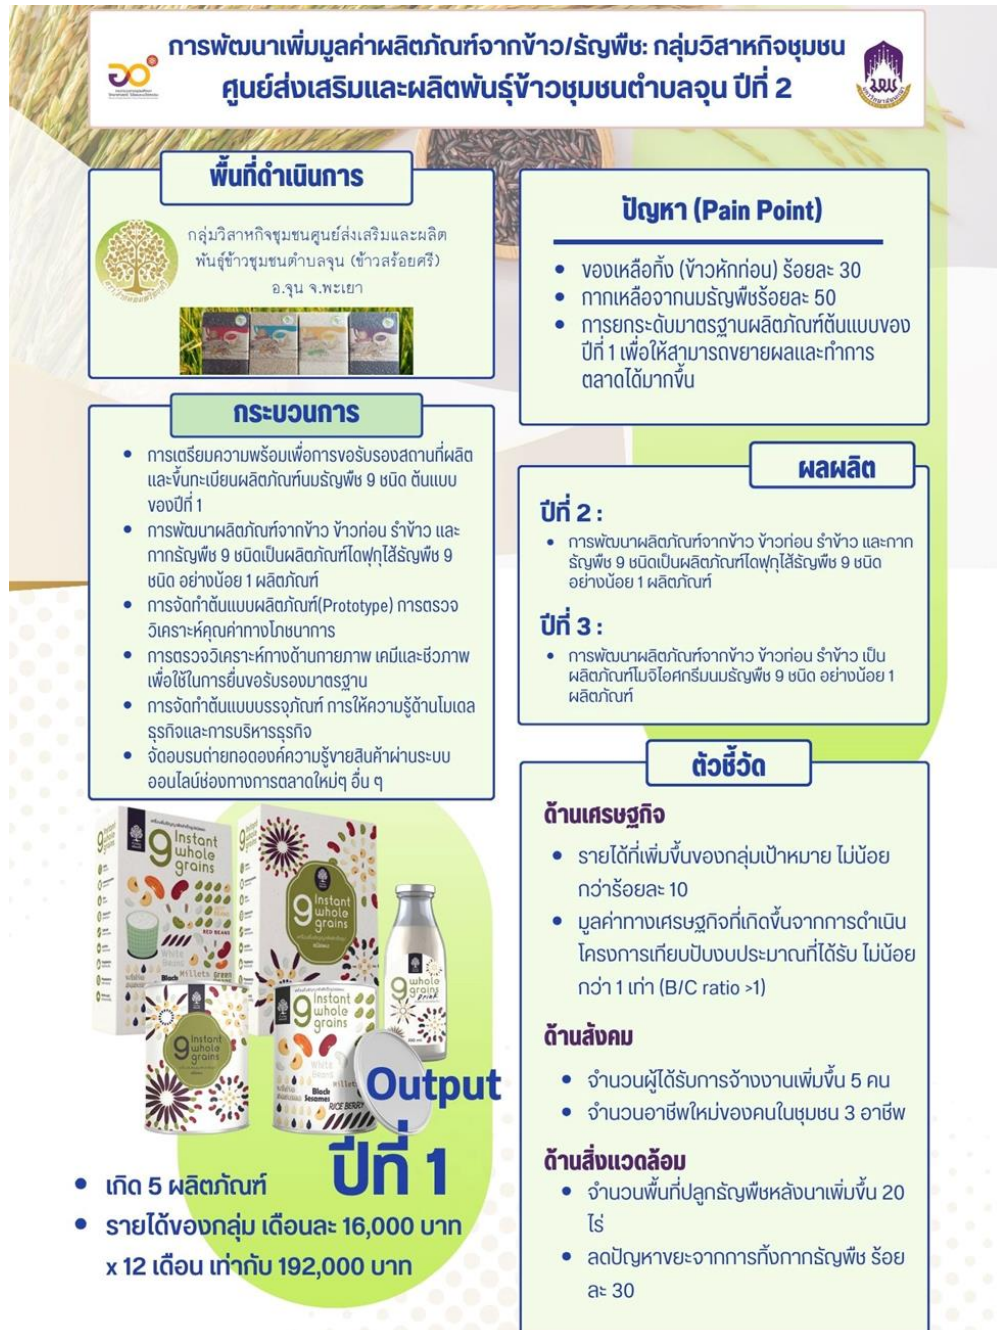 การพัฒนาเพิ่มมูลค่าผลิตภัณฑ์จากข้าว/ธัญพืช: กลุ่มวิสาหกิจชุมชน
ศูนย์ส่งเสริมและผลิตพันธุ์ข้าวชุมชนตำบลจุน ปีที่ 2
พื้นที่ดำเนินการ
กลุ่มวิสาหกิจชุมชนศูนย์ส่งเสริมและผลิต
พันธุ์ข้าวชุมชนตำบลจุน (ข้าวสร้อยศรี)
อ.จุน จ.พะเยา
กระบวนการ
• การเตรียมความพร้อมเพื่อการขอรับรองสถานที่ผลิต
และขึ้นทะเบียนผลิตภัณฑ์นมธัญพืช 9 ชนิด ต้นแบบ
ของปีที่ 1
• การพัฒนาผลิตภัณฑ์จากข้าว ข้าวท่อน รำข้าว และ
กากธัญพืช 9 ชนิดเป็นผลิตภัณฑ์ไดฟุกุไส้ธัญพืช 9
ชนิด อย่างน้อย 1 ผลิตภัณฑ์
• การจัดทำต้นแบบผลิตภัณฑ์(Prototype) การตรวจ
วิเคราะห์คุณค่าทางโภชนาการ
• การตรวจวิเคราะห์ทางด้านกายภาพ เคมีและชีวภาพ
เพื่อใช้ในการยื่นขอรับรองมาตรฐาน
• การจัดทำต้นแบบบรรจุภัณฑ์ การให้ความรู้ด้านโมเดล
ธุรกิจและการบริหารธุรกิจ
• จัดอบรมถ่ายทอดองค์ความรู้ขายสินค้าผ่านระบบ
ออนไลน์ช่องทางการตลาดใหม่ๆ อื่น ๆ
9 Instant
whole
grains
RED BEANS
White
Beans
Black
Millets Green
9 Instant
whole
grains
9 whole
grains
Drink
9 Instant
whole
grains
9 Instant
whole
grains
White
Beans
Millets
Black
Sesames
RICE BERRY
Output
ปีที่ 1
• เกิด 5 ผลิตภัณฑ์
• รายได้ของกลุ่ม เดือนละ 16,000 บาท
x 12 เดือน เท่ากับ 192,000 บาท
ปัญหา (Pain Point)
• ของเหลือทิ้ง (ข้าวหักท่อน) ร้อยละ 30
• กากเหลือจากนมธัญพืชร้อยละ 50
• การยกระดับมาตรฐานผลิตภัณฑ์ต้นแบบของ
ปีที่ 1 เพื่อให้สามารถขยายผลและทำการ
ตลาดได้มากขึ้น
ผลผลิต
ปีที่ 2 :
• การพัฒนาผลิตภัณฑ์จากข้าว ข้าวท่อน รำข้าว และกาก
ธัญพืช 9 ชนิดเป็นผลิตภัณฑ์ไดฟุกุไส้ธัญพืช 9 ชนิด
อย่างน้อย 1 ผลิตภัณฑ์
ปีที่ 3 :
• การพัฒนาผลิตภัณฑ์จากข้าว ข้าวท่อน รำข้าว เป็น
ผลิตภัณฑ์โมจิไอศกรีมนมธัญพืช 9 ชนิด อย่างน้อย 1
ผลิตภัณฑ์
ตัวชี้วัด
ด้านเศรษฐกิจ
• รายได้ที่เพิ่มขึ้นของกลุ่มเป้าหมาย ไม่น้อย
กว่าร้อยละ 10
• มูลค่าทางเศรษฐกิจที่เกิดขึ้นจากการดำเนิน
โครงการเทียบปับงบประมาณที่ได้รับ ไม่น้อย
กว่า 1 เท่า (B/C ratio >1)
ด้านสังคม
• จำนวนผู้ได้รับการจ้างงานเพิ่มขึ้น 5 คน
• จำนวนอาชีพใหม่ของคนในชุมชน 3 อาชีพ
ด้านสิ่งแวดล้อม
• จำนวนพื้นที่ปลูกธัญพืชหลังนาเพิ่มขึ้น 20
ไร่
• ลดปัญหาขยะจากการทิ้งกากธัญพืช ร้อย
ละ 30